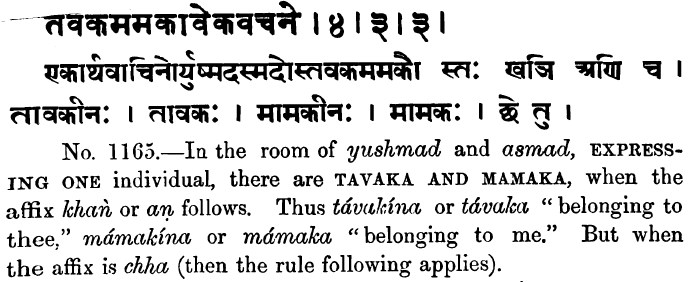 तवकममकावेकवचने । ४ । ३ । ३ ।
एकार्थवाचिनोर्युष्मदस्मदोस्तवकममकौ स्तः खञि अणि च ।
तावकीनः । तावकः । मामकीनः । मामकः । छे तु ।
No. 1165.—In the room of yushmad and asmad, EXPRESS-
ING ONE individual, there are TAVAKA AND MAMAKA, when the
affix khań or aṇ follows. Thus távakína or távaka “belonging to
thee,” mámakína or mámaka “belonging to me.” But when
the affix is chha (then the rule following applies).